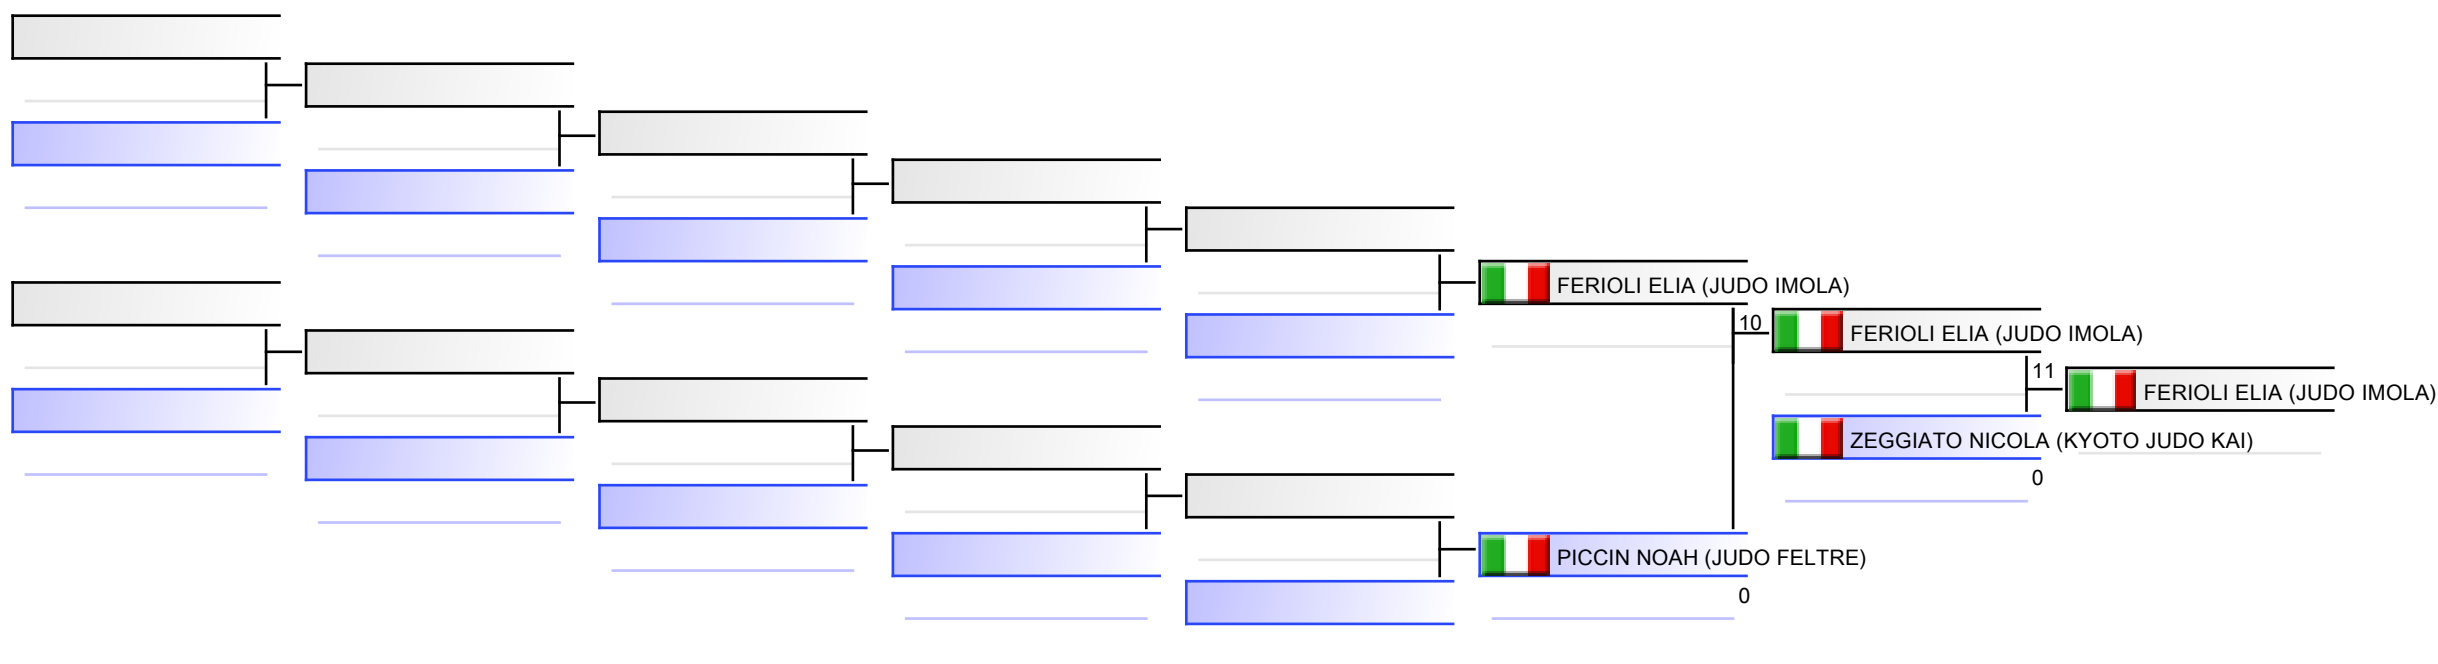 FERIOLI ELIA (JUDO IMOLA)
10
FERIOLI ELIA (JUDO IMOLA)
11
FERIOLI ELIA (JUDO IMOLA)
ZEGGIATO NICOLA (KYOTO JUDO KAI)
0
PICCIN NOAH (JUDO FELTRE)
0